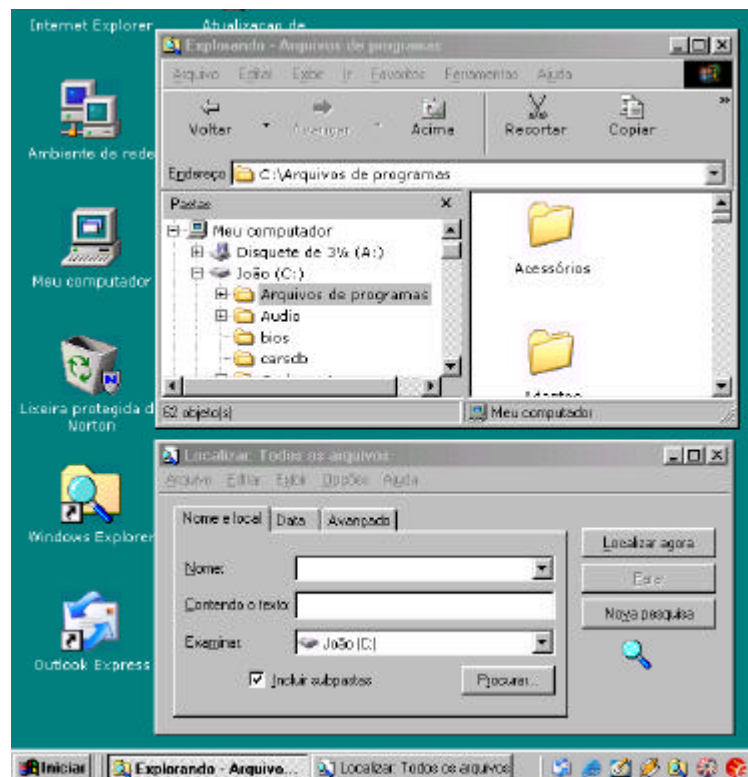 Internet Explorer
Atualizacao de
Ambiente de rede
Meu computador
Lixeira protegida d
Norton
Windows Explorer
Outlook Express
Explorando - Arquivos de programas
Arquivo Editar Exibir Ir Favoritos Ferramentas Ajuda
Voltar Avançar Acima Recortar Copiar
Endereço C:\Arquivos de programas
Pastas
Meu computador
Disquete de 3½ (A:)
João (C:)
Arquivos de programas
Audio
bios
carsdb
Acessórios
62 objeto(s)
Meu computador
Localizar: Todos os arquivos
Arquivo Editar Exibir Opções Ajuda
Nome e local Data Avançado
Nome:
Contendo o texto:
Examinar: João (C:)
Incluir subpastas
Procurar...
Localizar agora
Nova pesquisa
Iniciar
Explorando - Arquivo...
Localizar: Todos os arquivos